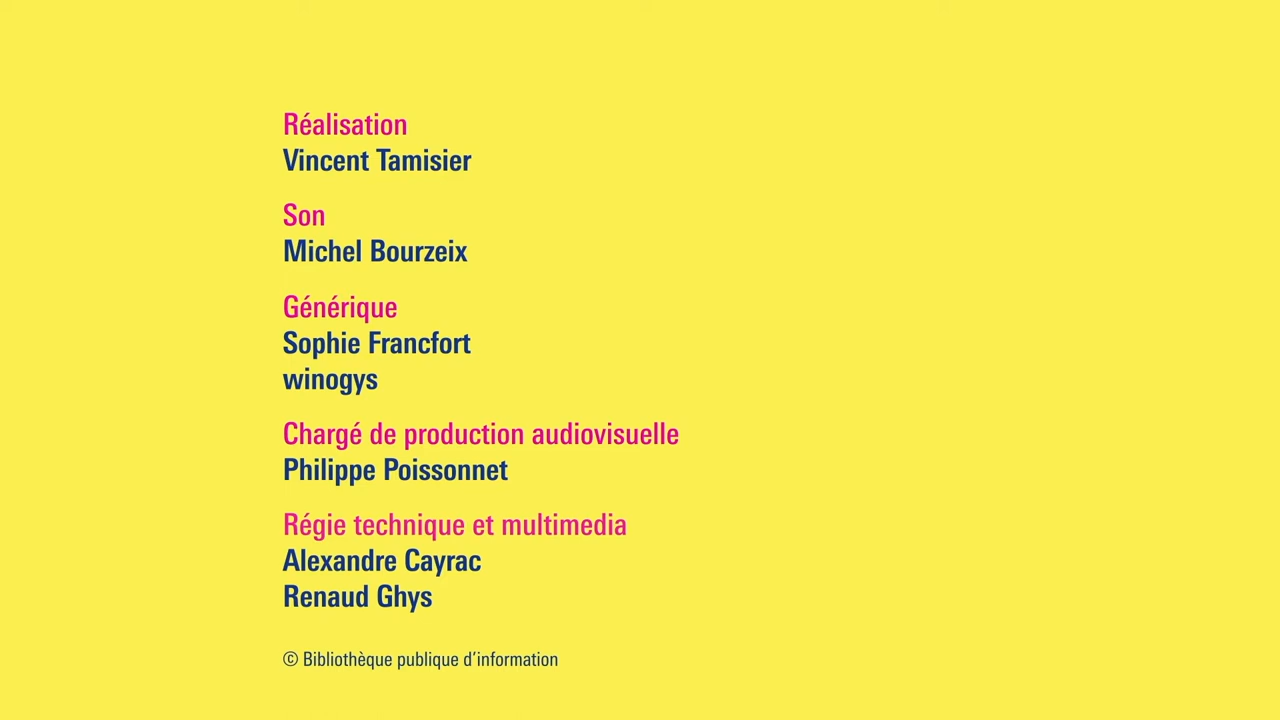 Réalisation
Vincent Tamisier
Son
Michel Bourzeix
Générique
Sophie Francfort
winogys
Chargé de production audiovisuelle
Philippe Poissonnet
Régie technique et multimedia
Alexandre Cayrac
Renaud Ghys
© Bibliothèque publique d’information